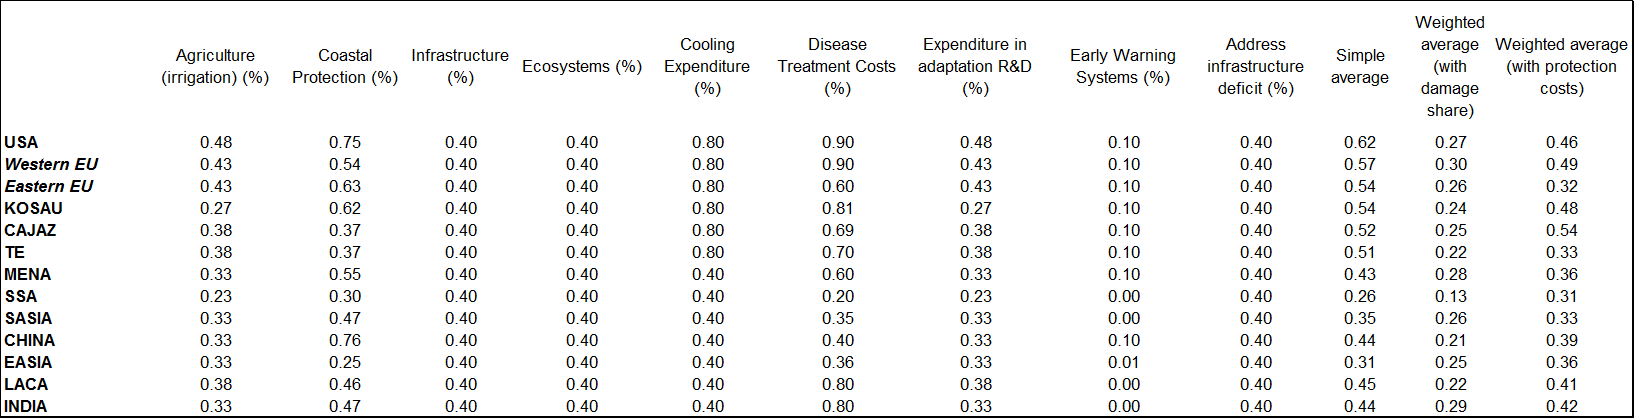 Agriculture (irrigation) (%) Coastal Protection (%) Infrastructure (%) Ecosystems (%) Cooling Expenditure (%) Disease Treatment Costs (%) Expenditure in adaptation R&D (%) Early Warning Systems (%) Address infrastructure deficit (%) Simple average Weighted average (with damage share) Weighted average (with protection costs)
USA 0.48 0.75 0.40 0.40 0.80 0.90 0.48 0.10 0.40 0.62 0.27 0.46
Western EU 0.43 0.54 0.40 0.40 0.80 0.90 0.43 0.10 0.40 0.57 0.30 0.49
Eastern EU 0.43 0.63 0.40 0.40 0.80 0.60 0.43 0.10 0.40 0.54 0.26 0.32
KOSAU 0.27 0.62 0.40 0.40 0.80 0.81 0.27 0.10 0.40 0.54 0.24 0.48
CAJAZ 0.38 0.37 0.40 0.40 0.80 0.69 0.38 0.10 0.40 0.52 0.25 0.54
TE 0.38 0.37 0.40 0.40 0.80 0.70 0.38 0.10 0.40 0.51 0.22 0.33
MENA 0.33 0.55 0.40 0.40 0.40 0.60 0.33 0.10 0.40 0.43 0.28 0.36
SSA 0.23 0.30 0.40 0.40 0.40 0.20 0.23 0.00 0.40 0.26 0.13 0.31
SASIA 0.33 0.47 0.40 0.40 0.40 0.35 0.33 0.00 0.40 0.35 0.26 0.33
CHINA 0.33 0.76 0.40 0.40 0.40 0.40 0.33 0.10 0.40 0.44 0.21 0.39
EASIA 0.33 0.25 0.40 0.40 0.40 0.36 0.33 0.01 0.40 0.31 0.25 0.36
LACA 0.38 0.46 0.40 0.40 0.40 0.80 0.38 0.00 0.40 0.45 0.22 0.41
INDIA 0.33 0.47 0.40 0.40 0.40 0.80 0.33 0.00 0.40 0.44 0.29 0.42